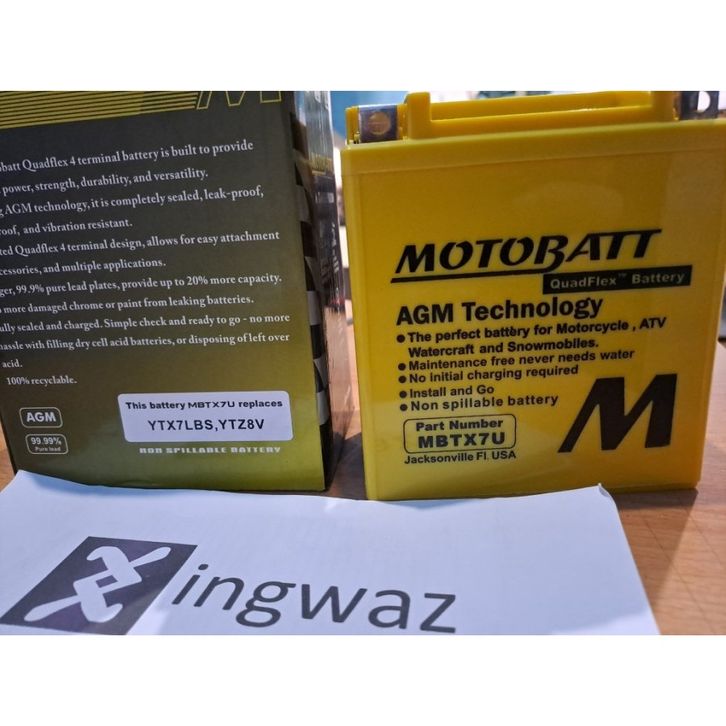 obatt Quadflex 4 terminal battery is built to provide
power, strength, durability, and versatility.
g AGM technology, it is completely sealed, leak-proof,
oof, and vibration resistant.
ted Quadflex 4 terminal design, allows for easy attachment
cessories, and multiple applications.
ger, 99.9% pure lead plates, provide up to 20% more capacity.
o more damaged chrome or paint from leaking batteries.
lly sealed and charged. Simple check and ready to go - no more
hassle with filling dry cell acid batteries, or disposing of left over
acid.
100% recyclable.
AGM
99.99%
Pure lead
This battery MBTX7U replaces
YTX7LBS,YTZ8V
NON SPILLABLE BATTERY
MOTOBATT
QuadFlex™ Battery
AGM Technology
• The perfect battery for Motorcycle , ATV
Watercraft and Snowmobiles.
• Maintenance free never needs water
• No initial charging required
• Install and Go
• Non spillable battery
Part Number
MBTX7U
Jacksonville Fl. USA
M
ingwaz